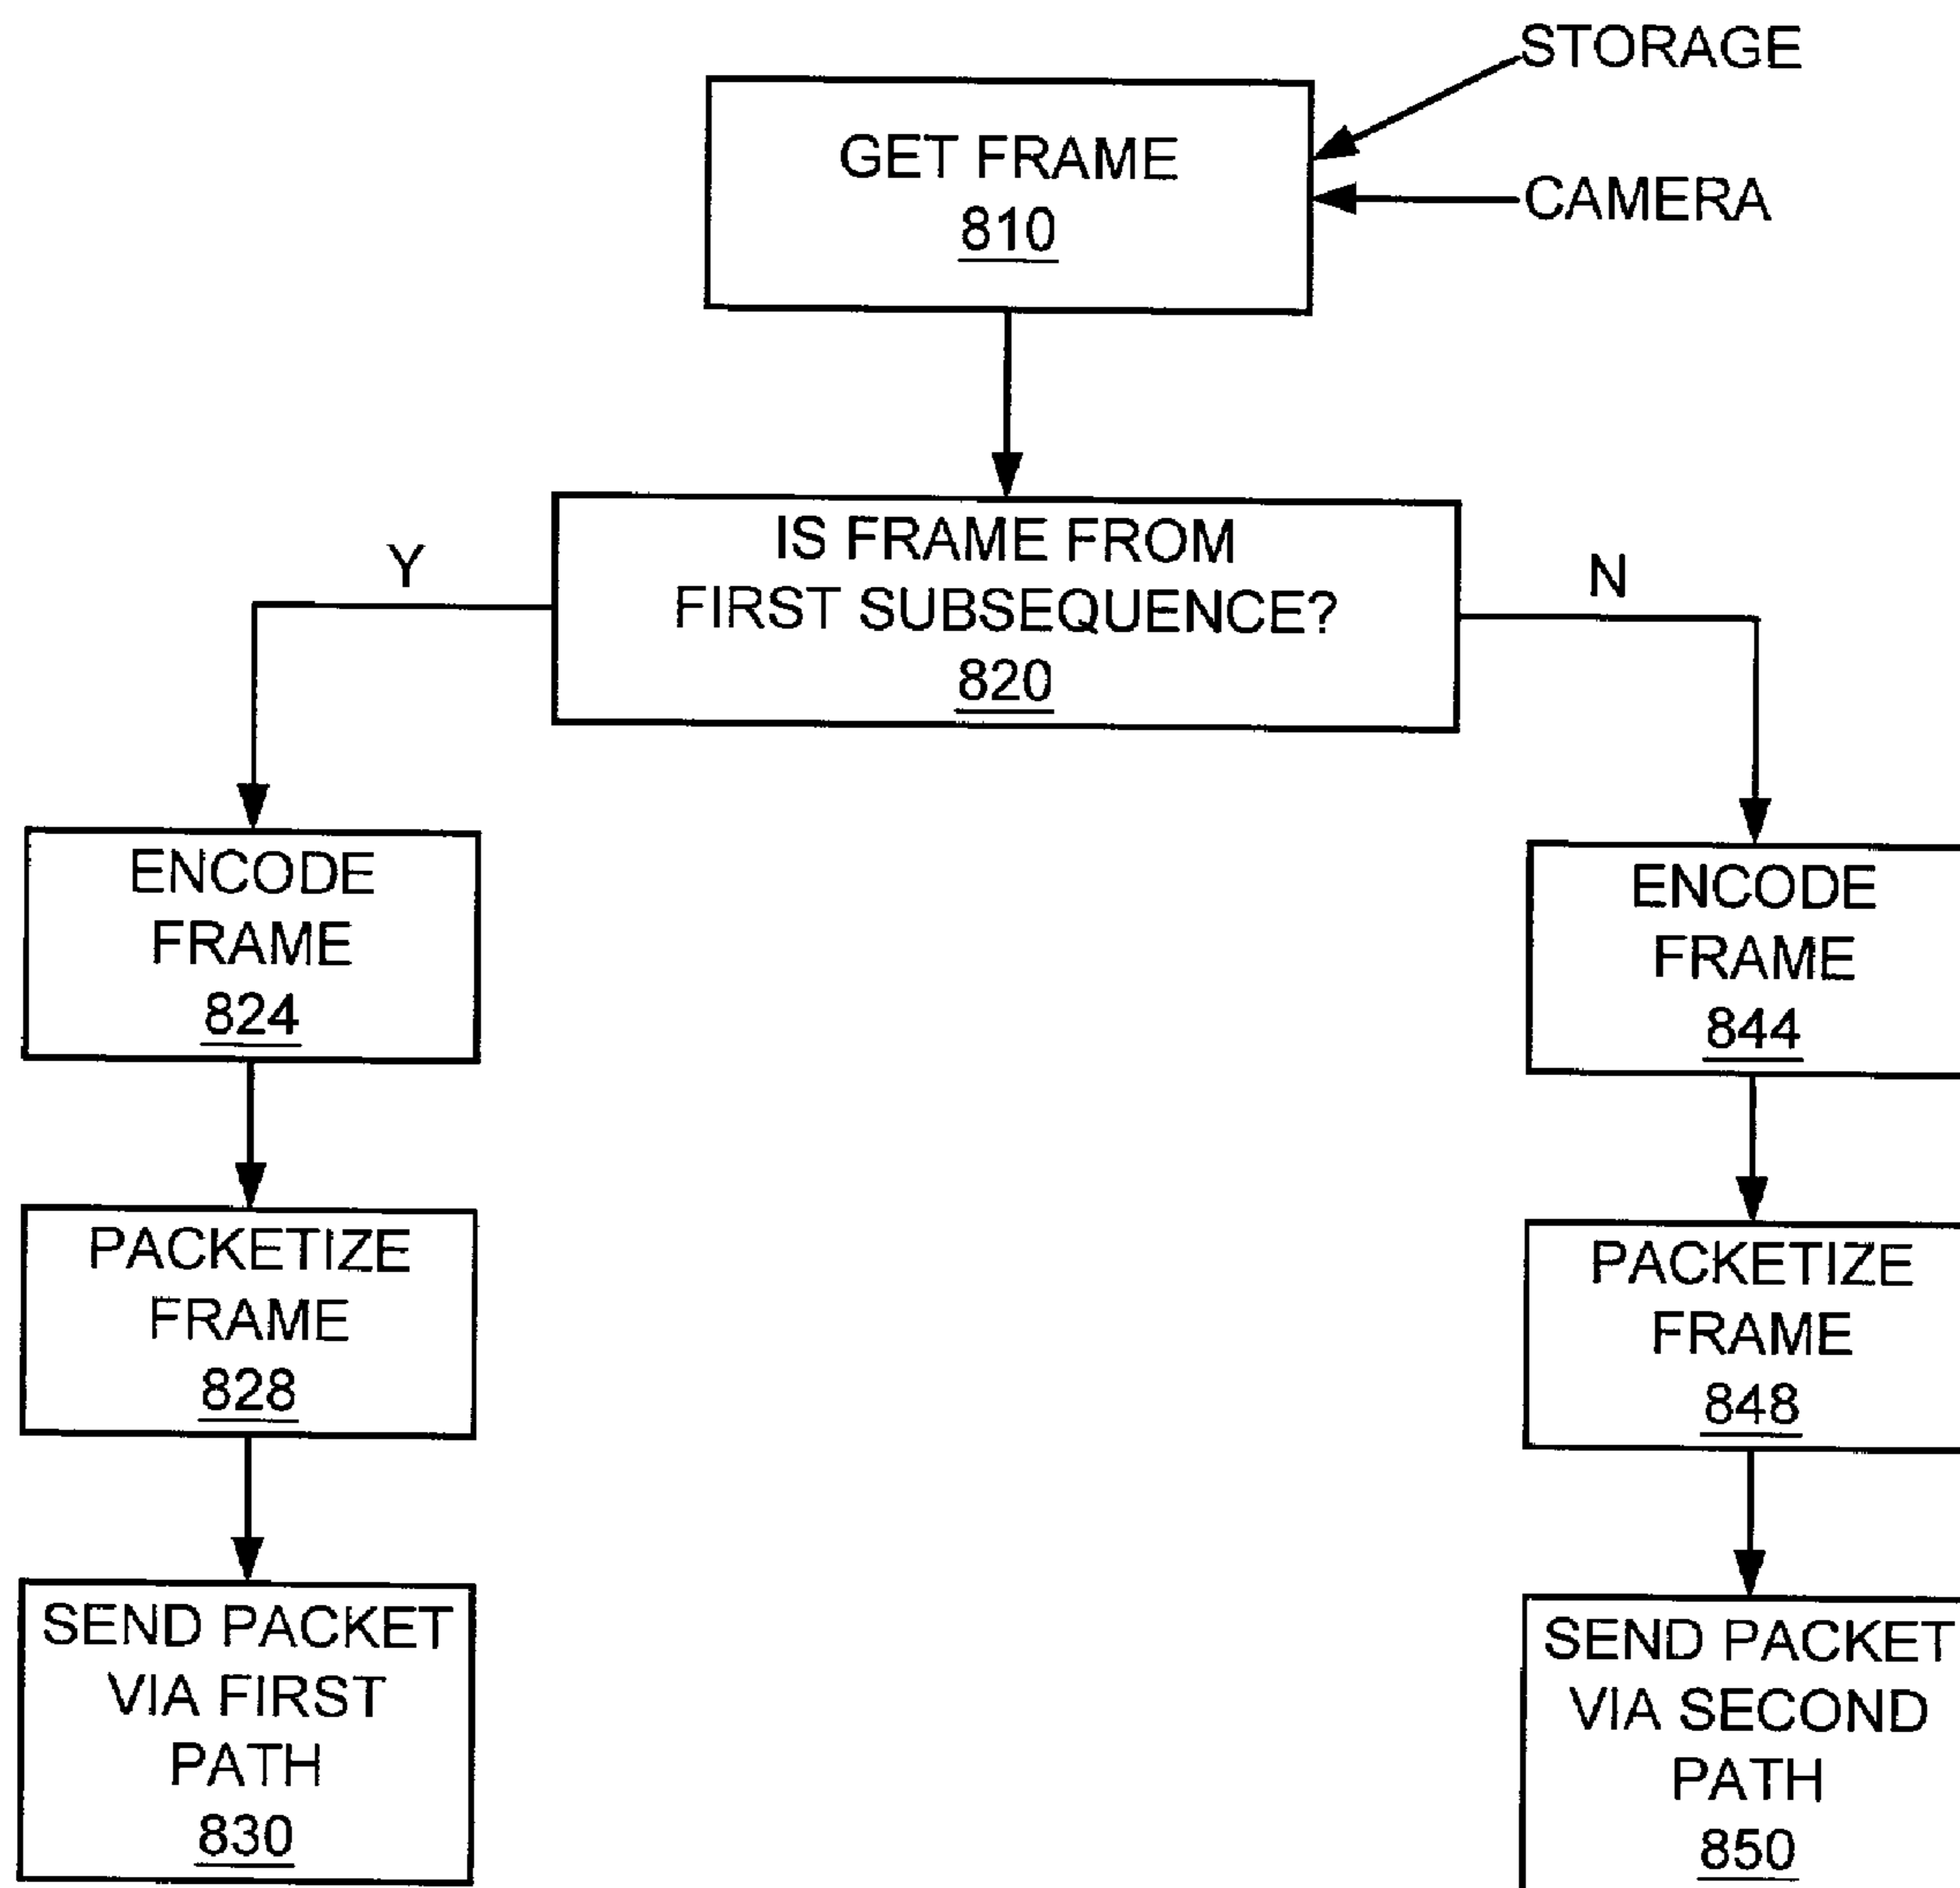 STORAGE
GET FRAME
CAMERA
810
IS FRAME FROM
FIRST SUBSEQUENCE?
820
Y
N
ENCODE
FRAME
824
PACKETIZE
FRAME
828
SEND PACKET
VIA FIRST
PATH
830
ENCODE
FRAME
844
PACKETIZE
FRAME
848
SEND PACKET
VIA SECOND
PATH
850